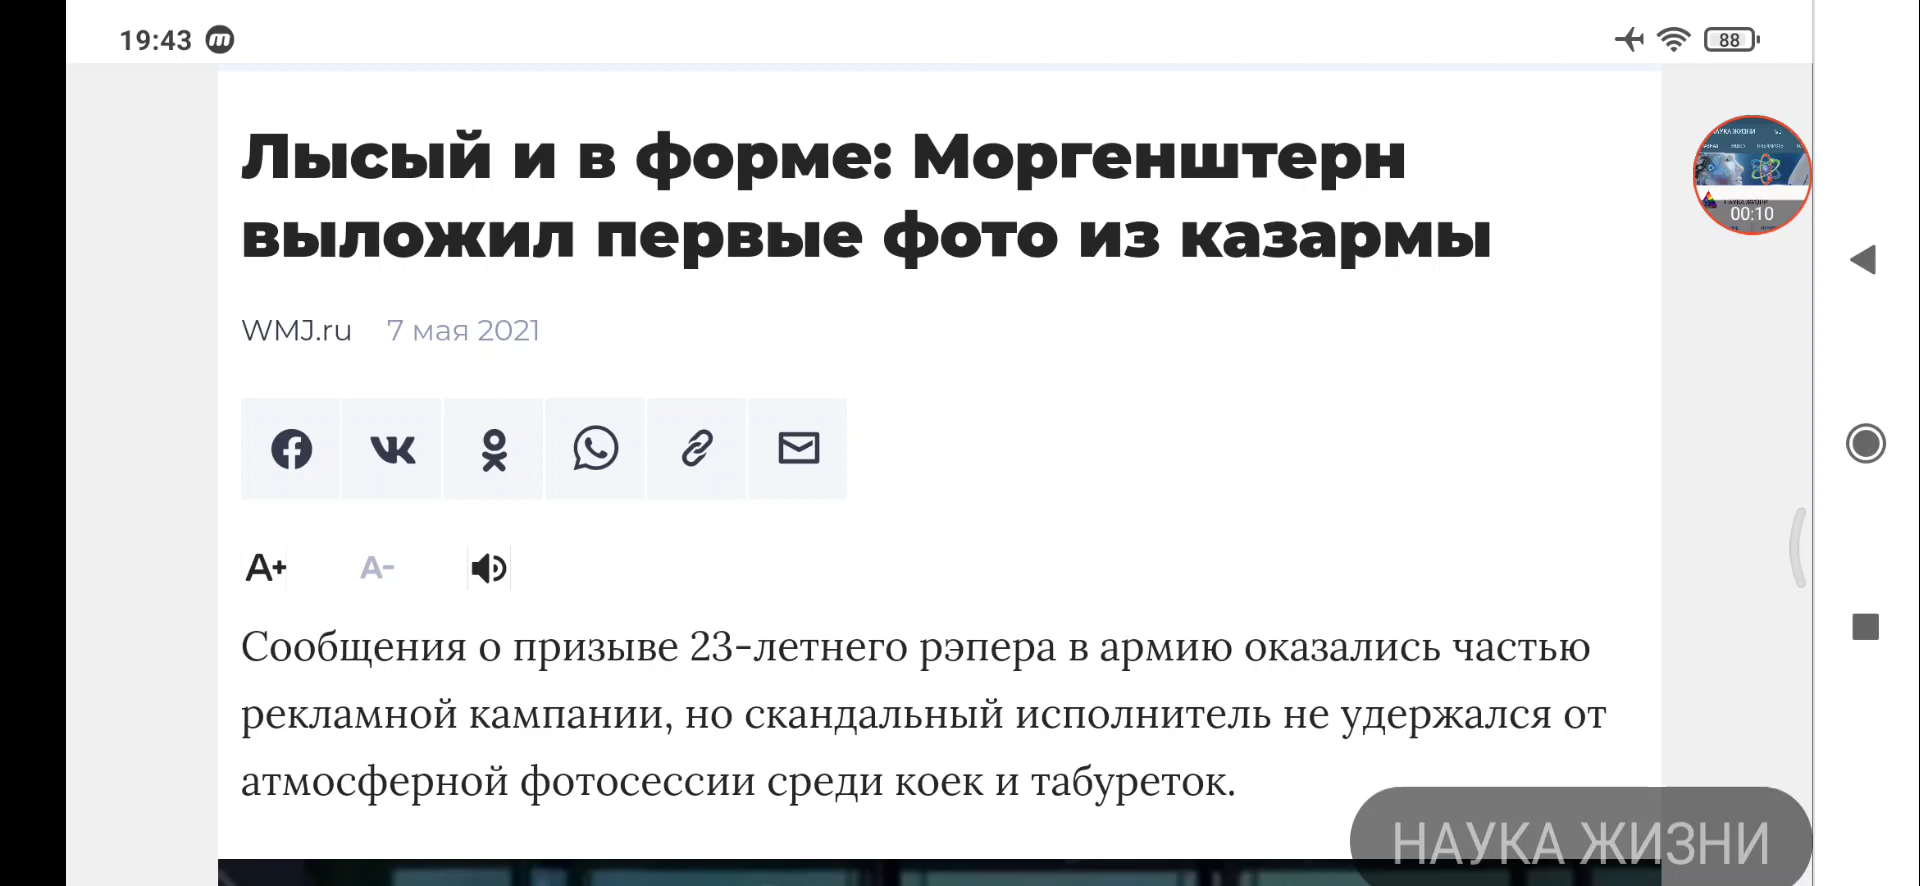 19:43
88
Лысый и в форме: Моргенштерн
выложил первые фото из казармы
WMJ.ru 7 мая 2021
A+ A-
Сообщения о призыве 23-летнего рэпера в армию оказались частью
рекламной кампании, но скандальный исполнитель не удержался от
атмосферной фотосессии среди коек и табуреток.
00:10
НАУКА ЖИЗНИ